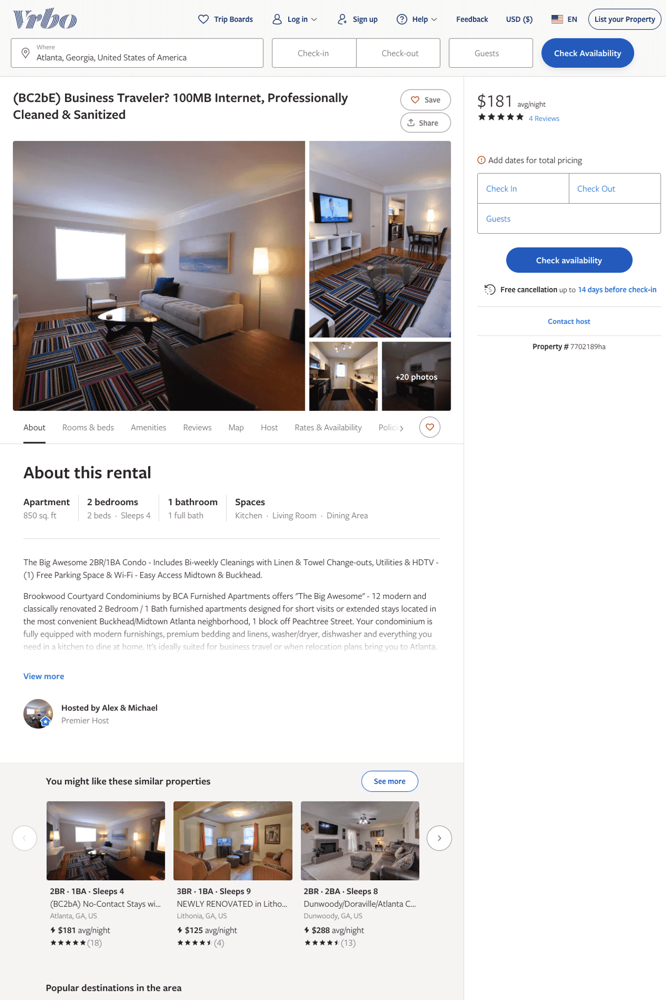 Vrbo
Trip Boards
Log in
Sign up
Help
Feedback
USD ($)
EN
List your Property
Where
Atlanta, Georgia, United States of America
Check-in
Check-out
Guests
Check Availability
(BC2bE) Business Traveler? 100MB Internet, Professionally
Cleaned & Sanitized
Save
Share
+20 photos
$181 avg/night
4 Reviews
Add dates for total pricing
Check In
Check Out
Guests
Check availability
Free cancellation up to 14 days before check-in
Contact host
Property # 7702189ha
About
Rooms & beds
Amenities
Reviews
Map
Host
Rates & Availability
Polici
About this rental
Apartment
850 sq. ft
2 bedrooms
2 beds · Sleeps 4
1 bathroom
1 full bath
Spaces
Kitchen · Living Room · Dining Area
The Big Awesome 2BR/1BA Condo - Includes Bi-weekly Cleanings with Linen & Towel Change-outs, Utilities & HDTV -
(1) Free Parking Space & Wi-Fi - Easy Access Midtown & Buckhead.
Brookwood Courtyard Condominiums by BCA Furnished Apartments offers "The Big Awesome" - 12 modern and
classically renovated 2 Bedroom / 1 Bath furnished apartments designed for short visits or extended stays located in
the most convenient Buckhead/Midtown Atlanta neighborhood, 1 block off Peachtree Street. Your condominium is
fully equipped with modern furnishings, premium bedding and linens, washer/dryer, dishwasher and everything you
need in a kitchen to dine at home. It's ideally suited for business travel or when relocation plans bring you to Atlanta.
View more
Hosted by Alex & Michael
Premier Host
You might like these similar properties
See more
2BR · 1BA · Sleeps 4
(BC2bA) No-Contact Stays wi...
Atlanta, GA, US
$181 avg/night
(18)
3BR · 1BA · Sleeps 9
NEWLY RENOVATED in Litho...
Lithonia, GA, US
$125 avg/night
(4)
2BR · 2BA · Sleeps 8
Dunwoody/Doraville/Atlanta C...
Dunwoody, GA, US
$288 avg/night
(13)
Popular destinations in the area